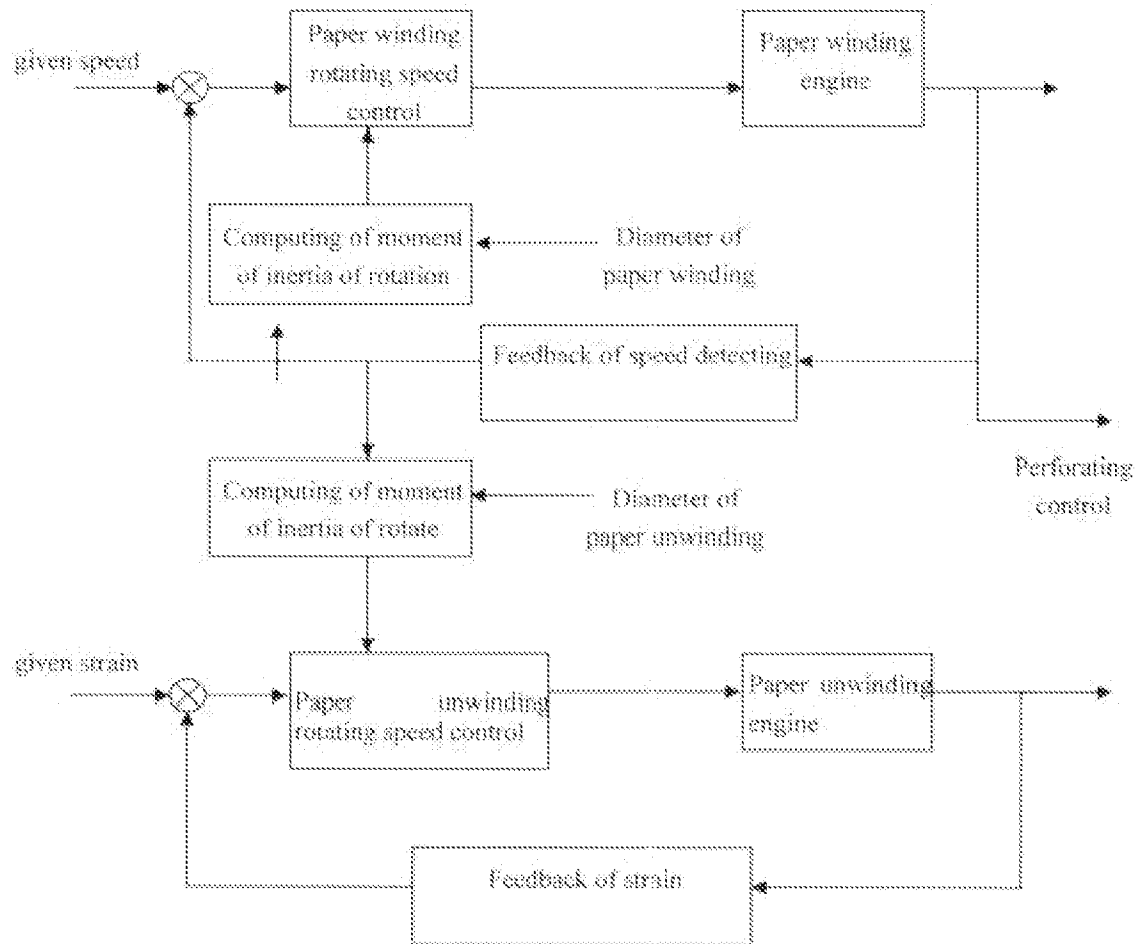 given speed
Paper winding
rotating speed
control
Paper winding
engine
Computing of moment
of inertia of rotation
Diameter of
paper winding
Feedback of speed detecting
Perforating
control
Computing of moment
of inertia of rotate
Diameter of
paper unwinding
given strain
Paper unwinding
rotating speed control
Paper unwinding
engine
Feedback of strain